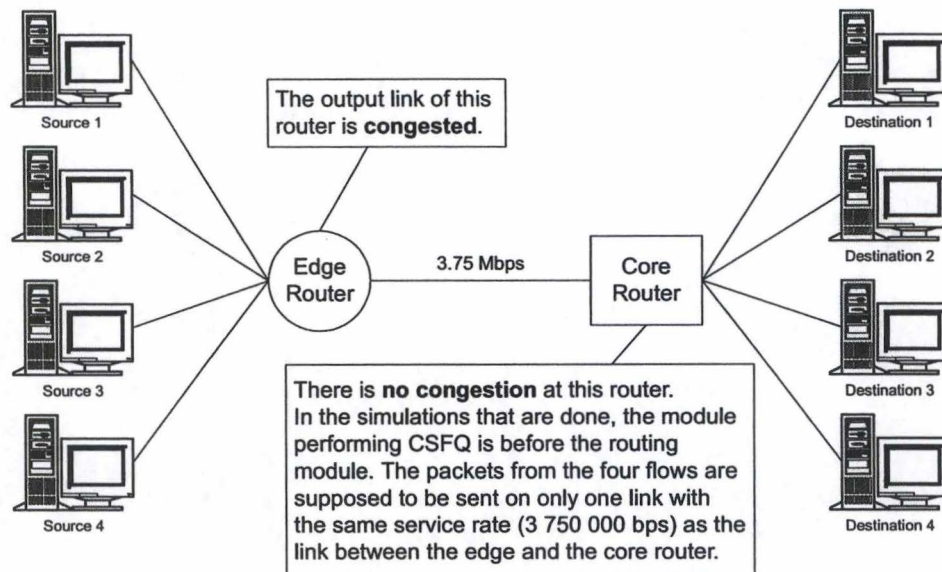 Source 1
Source 2
Source 3
Source 4
The output link of this
router is congested.
Edge
Router
3.75 Mbps
Core
Router
There is no congestion at this router.
In the simulations that are done, the module
performing CSFQ is before the routing
module. The packets from the four flows are
supposed to be sent on only one link with
the same service rate (3 750 000 bps) as the
link between the edge and the core router.
Destination 1
Destination 2
Destination 3
Destination 4